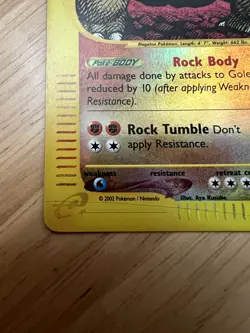 Megaton Pokémon. Length: 4' 7", Weight: 662 lbs.
Poké-BODY Rock Body
All damage done by attacks to Gole
reduced by 10 (after applying Weakn
Resistance).
Rock Tumble Don't
apply Resistance.
weakness resistance retreat c
© 2002 Pokémon / Nintendo Illus. Aya Kusube